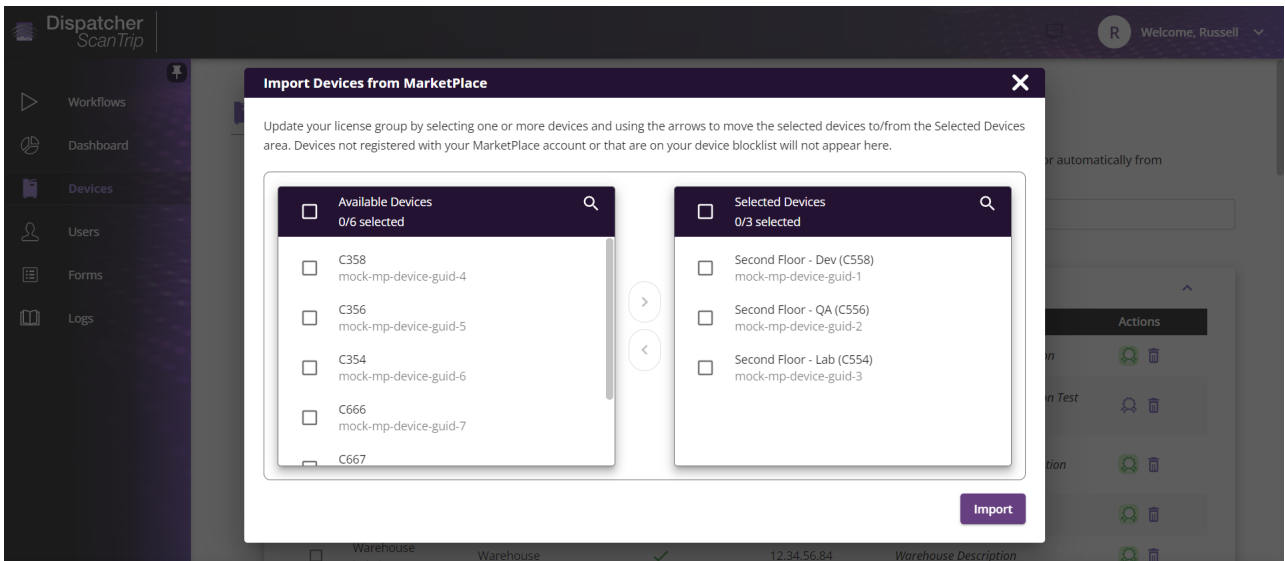 Dispatcher
ScanTrip
R
Welcome, Russell
Workflows
Dashboard
Devices
Users
Forms
Logs
Import Devices from MarketPlace
Update your license group by selecting one or more devices and using the arrows to move the selected devices to/from the Selected Devices
area. Devices not registered with your MarketPlace account or that are on your device blocklist will not appear here.
Available Devices
0/6 selected
C358
mock-mp-device-guid-4
C356
mock-mp-device-guid-5
C354
mock-mp-device-guid-6
C666
mock-mp-device-guid-7
C667
Selected Devices
0/3 selected
Second Floor - Dev (C558)
mock-mp-device-guid-1
Second Floor - QA (C556)
mock-mp-device-guid-2
Second Floor - Lab (C554)
mock-mp-device-guid-3
Import
or automatically from
Actions
on
on Test
tion
Warehouse
Warehouse
12.34.56.84
Warehouse Description